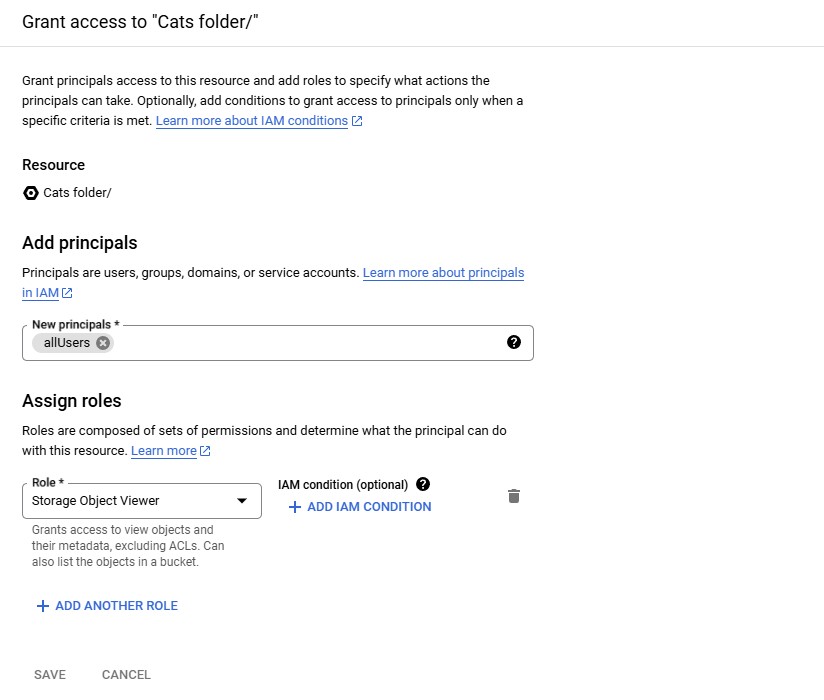 Grant access to "Cats folder/"
Grant principals access to this resource and add roles to specify what actions the
principals can take. Optionally, add conditions to grant access to principals only when a
specific criteria is met. Learn more about IAM conditions
Resource
Cats folder/
Add principals
Principals are users, groups, domains, or service accounts. Learn more about principals
in IAM
New principals *
allUsers
Assign roles
Roles are composed of sets of permissions and determine what the principal can do
with this resource. Learn more
Role *
Storage Object Viewer
Grants access to view objects and
their metadata, excluding ACLs. Can
also list the objects in a bucket.
IAM condition (optional)
+ ADD IAM CONDITION
+ ADD ANOTHER ROLE
SAVE CANCEL